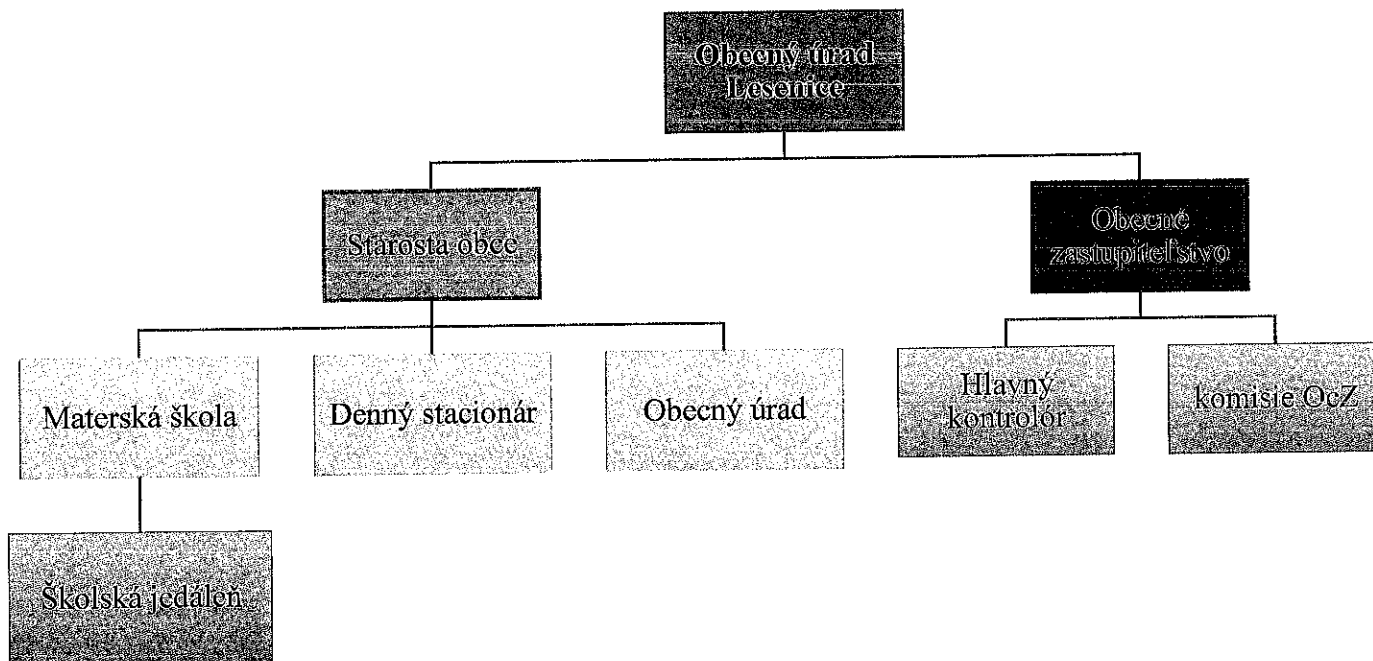 Obecný úrad
Lesenice
Starosta obce
Obecné
zastupiteľstvo
Materská škola
Denný stacionár
Obecný úrad
Hlavný
kontrolór
komisie OcZ
Školská jedáleň